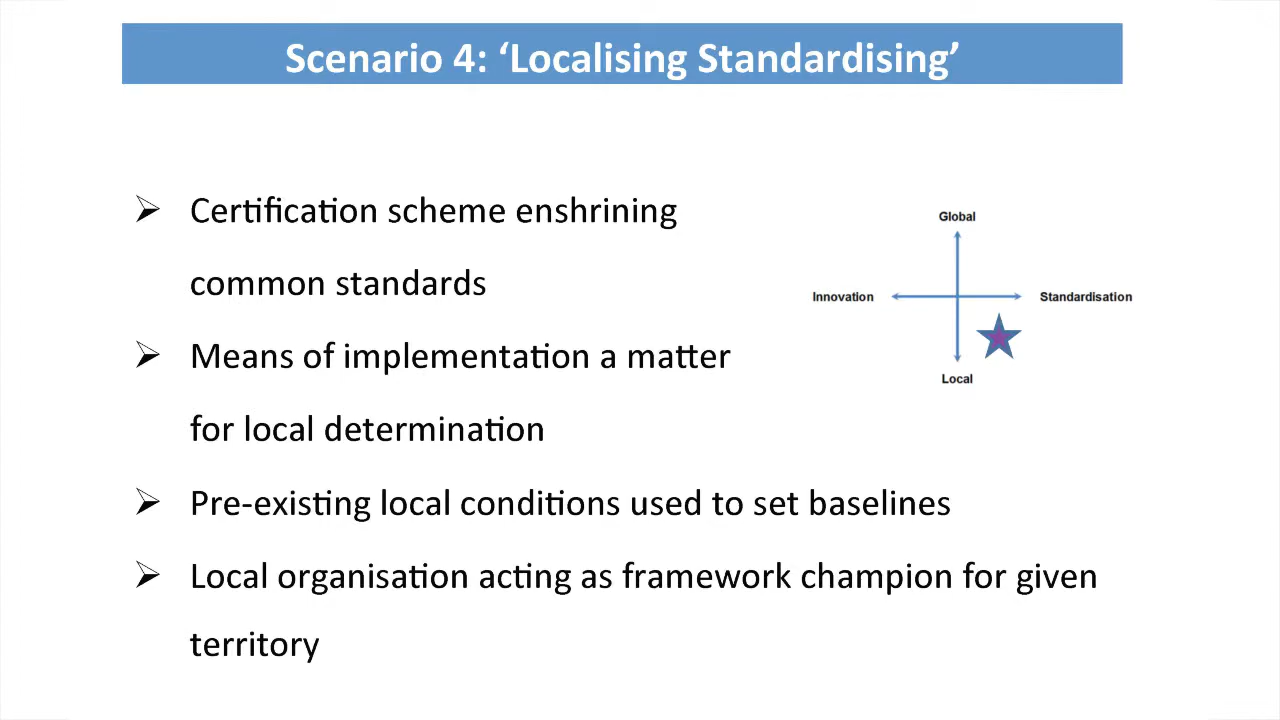 Scenario 4: ‘Localising Standardising’
➢ Certification scheme enshrining
common standards
➢ Means of implementation a matter
for local determination
➢ Pre-existing local conditions used to set baselines
➢ Local organisation acting as framework champion for given
territory
Global
Innovation
Standardisation
Local